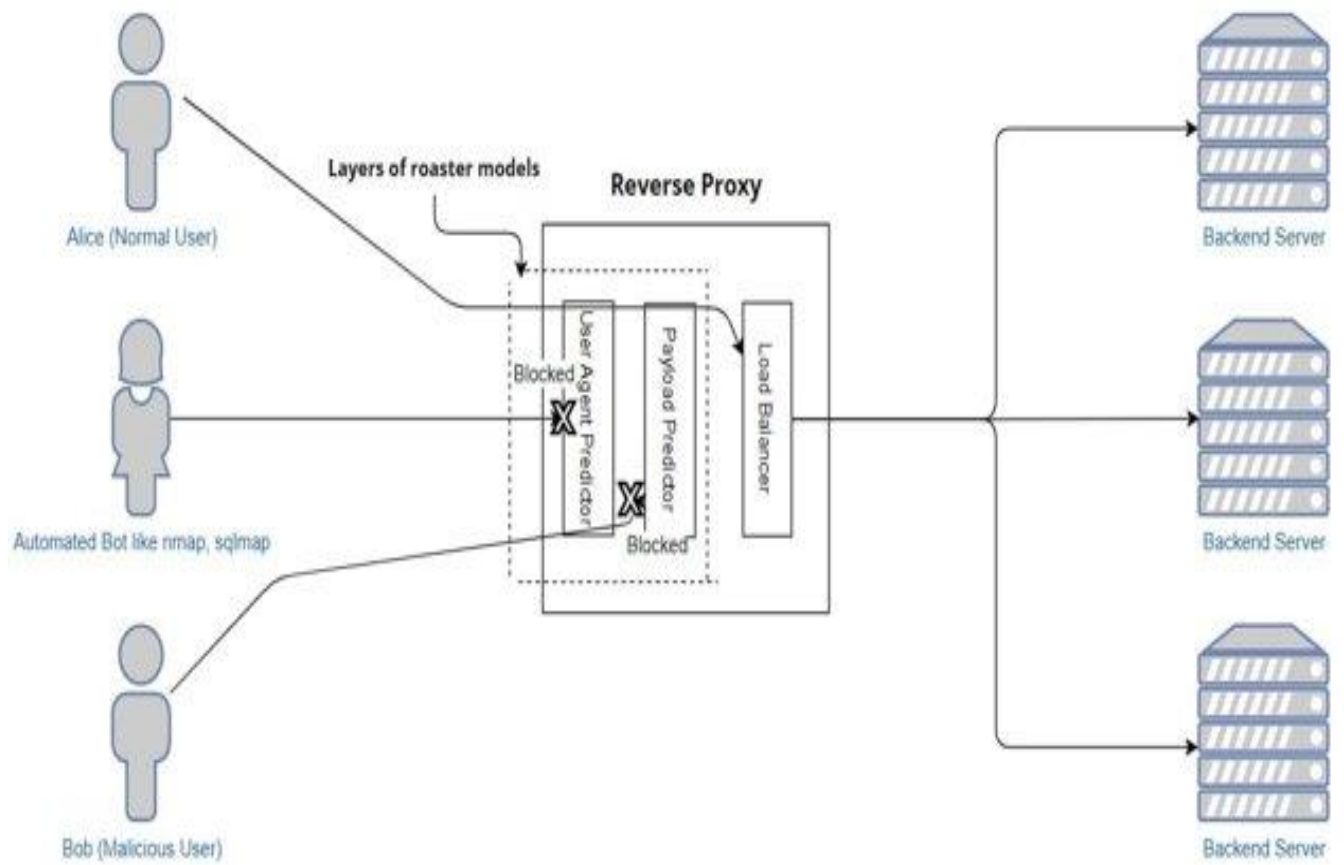 Layers of roaster models
Reverse Proxy
Alice (Normal User)
Backend Server
User Agent Predictor
Payload Predictor
Load Balancer
Blocked
Automated Bot like nmap, sqlmap
Blocked
Backend Server
Bob (Malicious User)
Backend Server